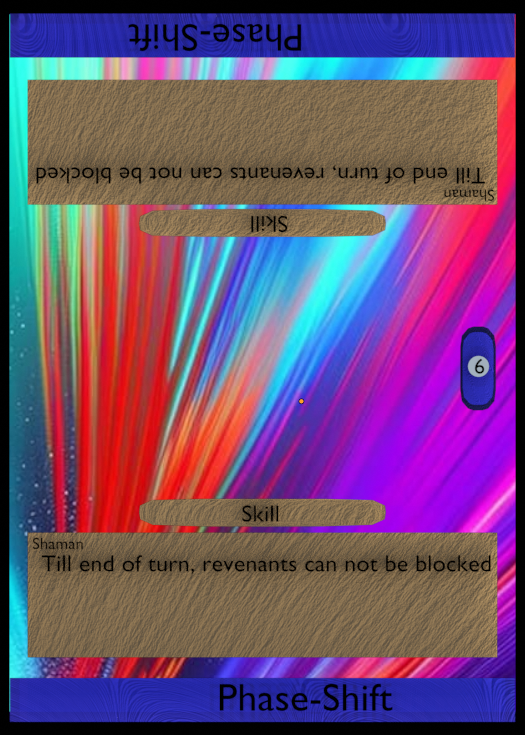 Phase-Shift
Till end of turn, revenants can not be blocked
Shaman
Skill
6
Skill
Shaman
Till end of turn, revenants can not be blocked
Phase-Shift